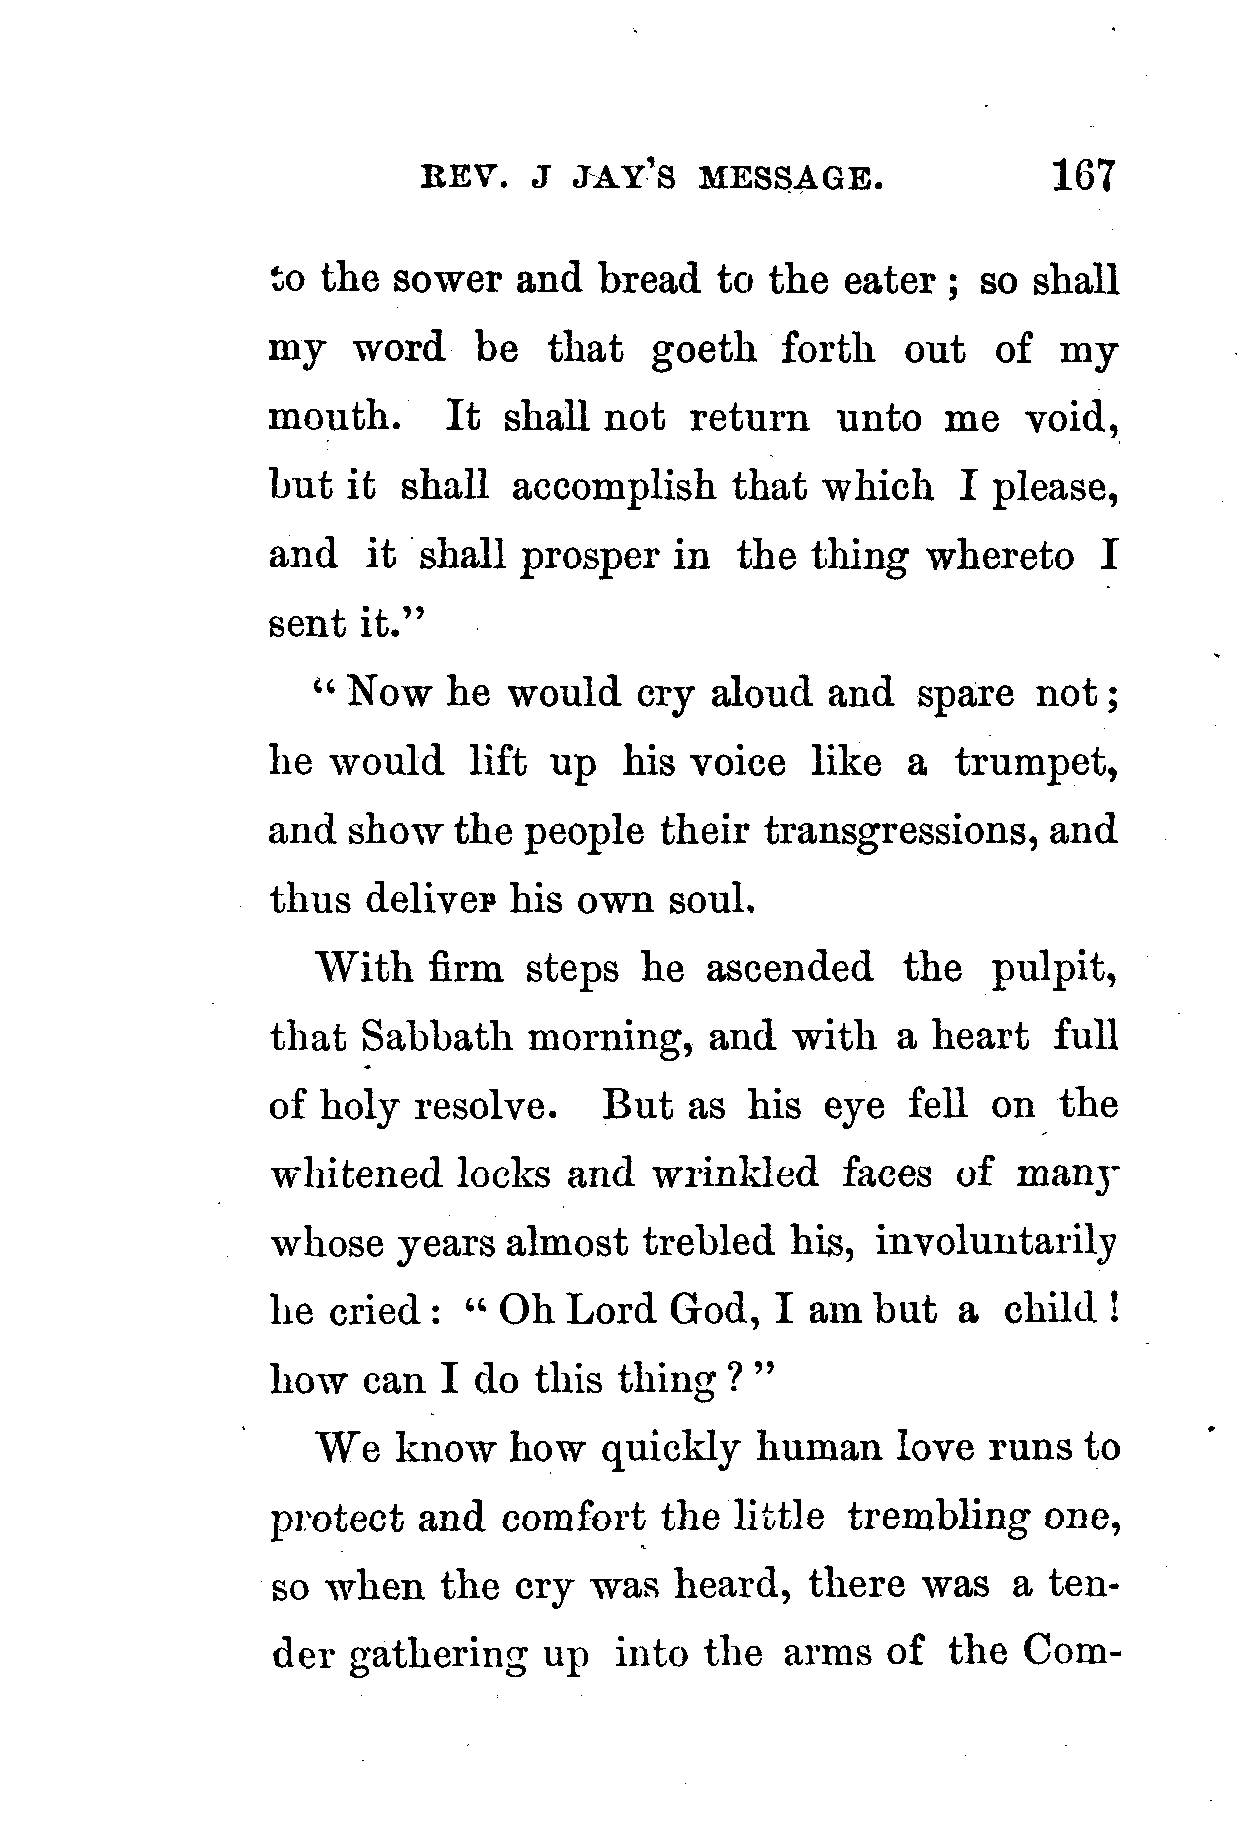 REV. J JAY'S MESSAGE. 167
to the sower and bread to the eater ; so shall
my word be that goeth forth out of my
mouth. It shall not return unto me void,
but it shall accomplish that which I please,
and it shall prosper in the thing whereto I
sent it."
" Now he would cry aloud and spare not ;
he would lift up his voice like a trumpet,
and show the people their transgressions, and
thus deliver his own soul.
With firm steps he ascended the pulpit,
that Sabbath morning, and with a heart full
of holy resolve. But as his eye fell on the
whitened locks and wrinkled faces of many
whose years almost trebled his, involuntarily
he cried : " Oh Lord God, I am but a child !
how can I do this thing ? "
We know how quickly human love runs to
protect and comfort the little trembling one,
so when the cry was heard, there was a ten-
der gathering up into the arms of the Com-